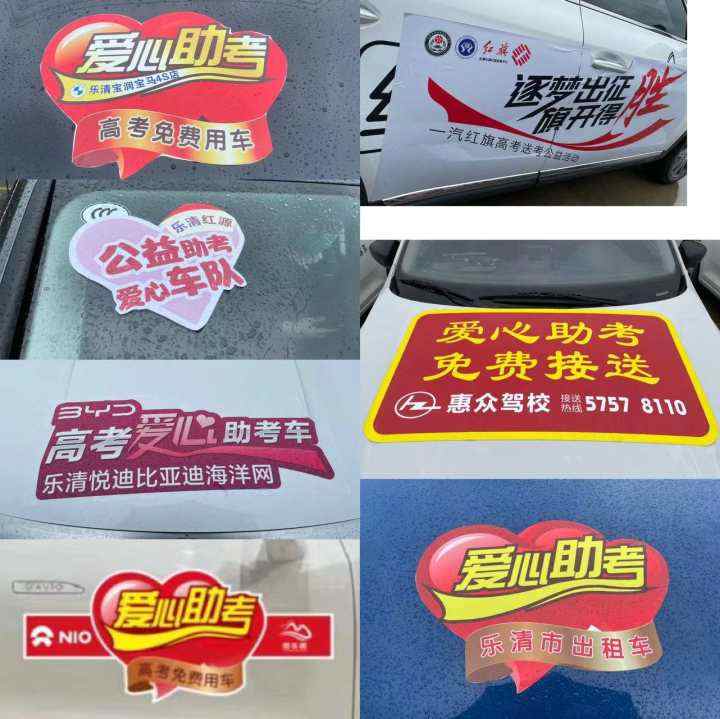 爱心助考
乐清宝润宝马4S店
高考免费用车
红旗
逐梦出征
旗开得胜
一汽红旗高考送考公益活动
乐清红源
公益助考
爱心车队
爱心助考
免费接送
惠众驾校 接送热线 5757 8110
BYD
高考爱心助考车
乐清悦迪比亚迪海洋网
爱心助考
NIO
高考免费用车
爱心助考
乐清市出租车